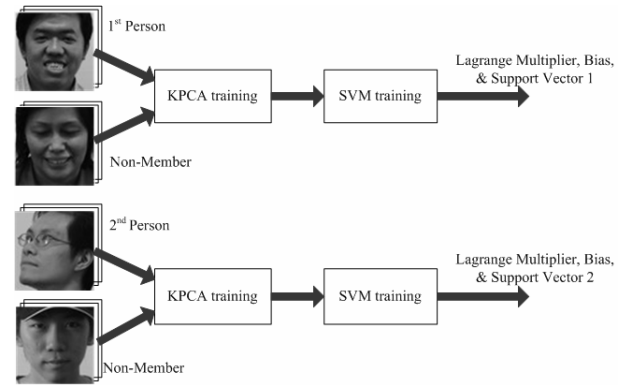 1st Person
KPCA training
SVM training
Lagrange Multiplier, Bias,
& Support Vector 1
Non-Member
2nd Person
KPCA training
SVM training
Lagrange Multiplier, Bias,
& Support Vector 2
Non-Member